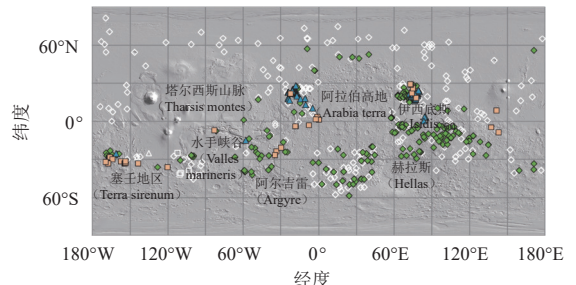 60°N
塔尔西斯山脉
(Tharsis montes)
阿拉伯高地
Arabia terra
伊西底斯
(Isidis
纬度
0°
水手峡谷
Valles
marineris
塞壬地区
(Terra sirenum)
阿尔吉雷
(Argyre)
赫拉斯
(Hellas)
60°S
180°W 120°W 60°W 0° 60°E 120°E 180°E
经度